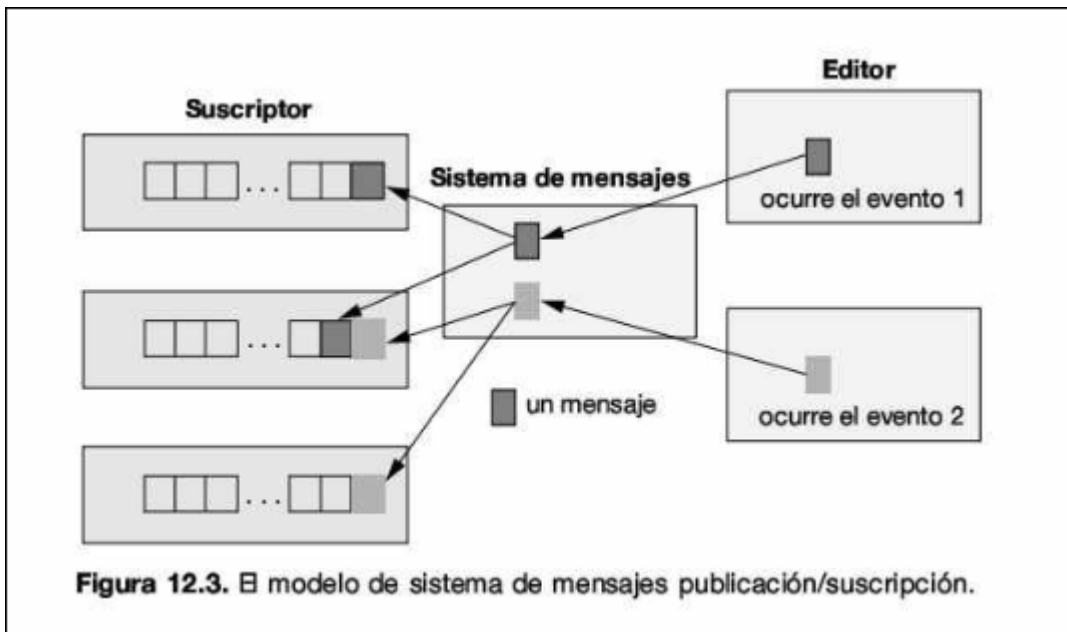 Editor
Suscriptor
Sistema de mensajes
ocurre el evento 1
...
...
...
un mensaje
ocurre el evento 2
Figura 12.3. El modelo de sistema de mensajes publicación/suscripción.